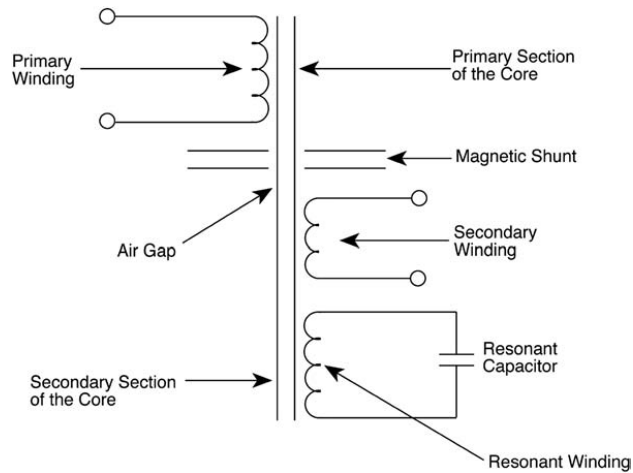 Primary
Winding
Primary Section
of the Core
Magnetic Shunt
Air Gap
Secondary
Winding
Resonant
Capacitor
Secondary Section
of the Core
Resonant Winding